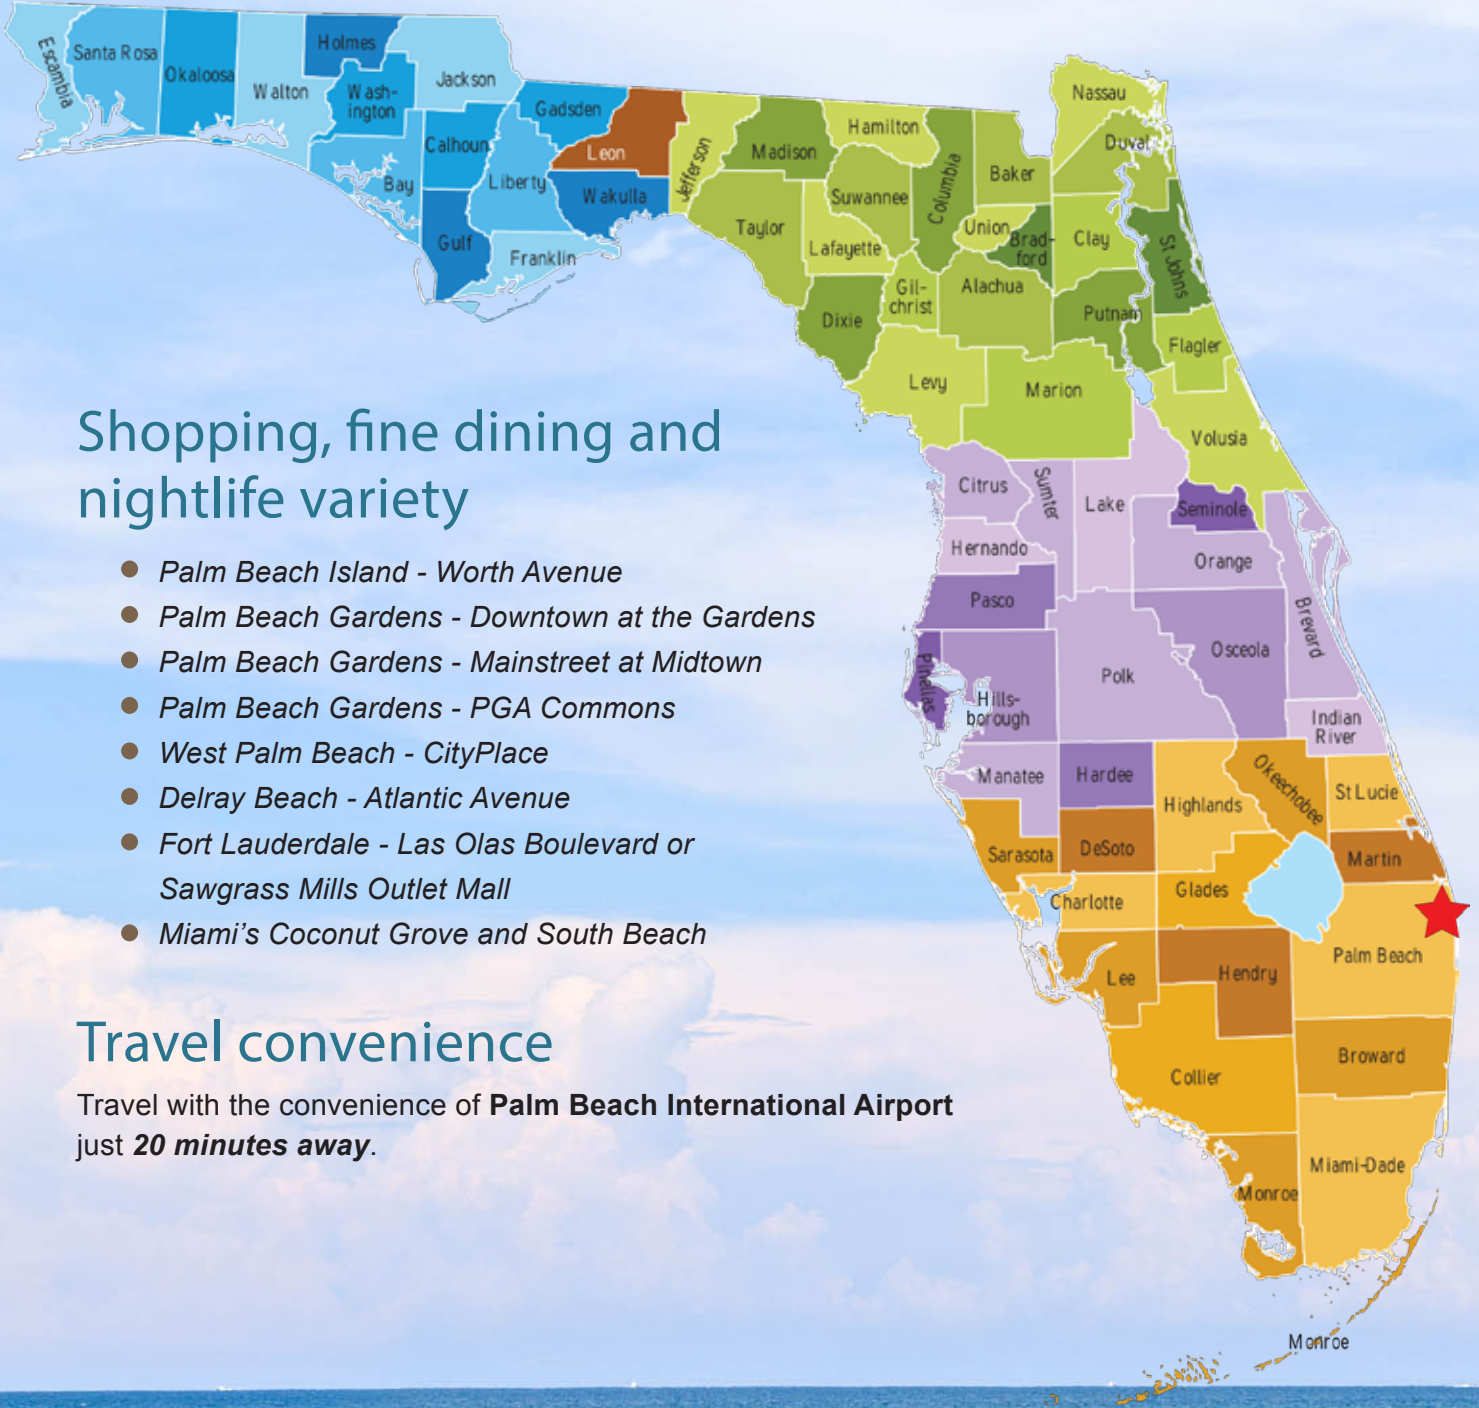 Escambia
Santa Rosa
Okaloosa
Walton
Holmes
Wash-
ington
Jackson
Bay
Calhoun
Gulf
Gadsden
Liberty
Franklin
Leon
Wakulla
Jefferson
Madison
Taylor
Hamilton
Suwannee
Lafayette
Dixie
Columbia
Gil-
christ
Baker
Union
Brad-
ford
Alachua
Nassau
Duval
Clay
St Johns
Putnam
Flagler
Levy
Marion
Volusia
Citrus
Sumter
Lake
Seminole
Hernando
Orange
Pasco
Brevard
Pinellas
Hills-
borough
Polk
Osceola
Indian
River
Manatee
Hardee
Highlands
Okeechobee
St Lucie
Sarasota
DeSoto
Martin
Charlotte
Glades
Palm Beach
Lee
Hendry
Broward
Collier
Miami-Dade
Monroe
Monroe
Shopping, fine dining and
nightlife variety
● Palm Beach Island - Worth Avenue
● Palm Beach Gardens - Downtown at the Gardens
● Palm Beach Gardens - Mainstreet at Midtown
● Palm Beach Gardens - PGA Commons
● West Palm Beach - CityPlace
● Delray Beach - Atlantic Avenue
● Fort Lauderdale - Las Olas Boulevard or
Sawgrass Mills Outlet Mall
● Miami’s Coconut Grove and South Beach
Travel convenience
Travel with the convenience of Palm Beach International Airport
just 20 minutes away.